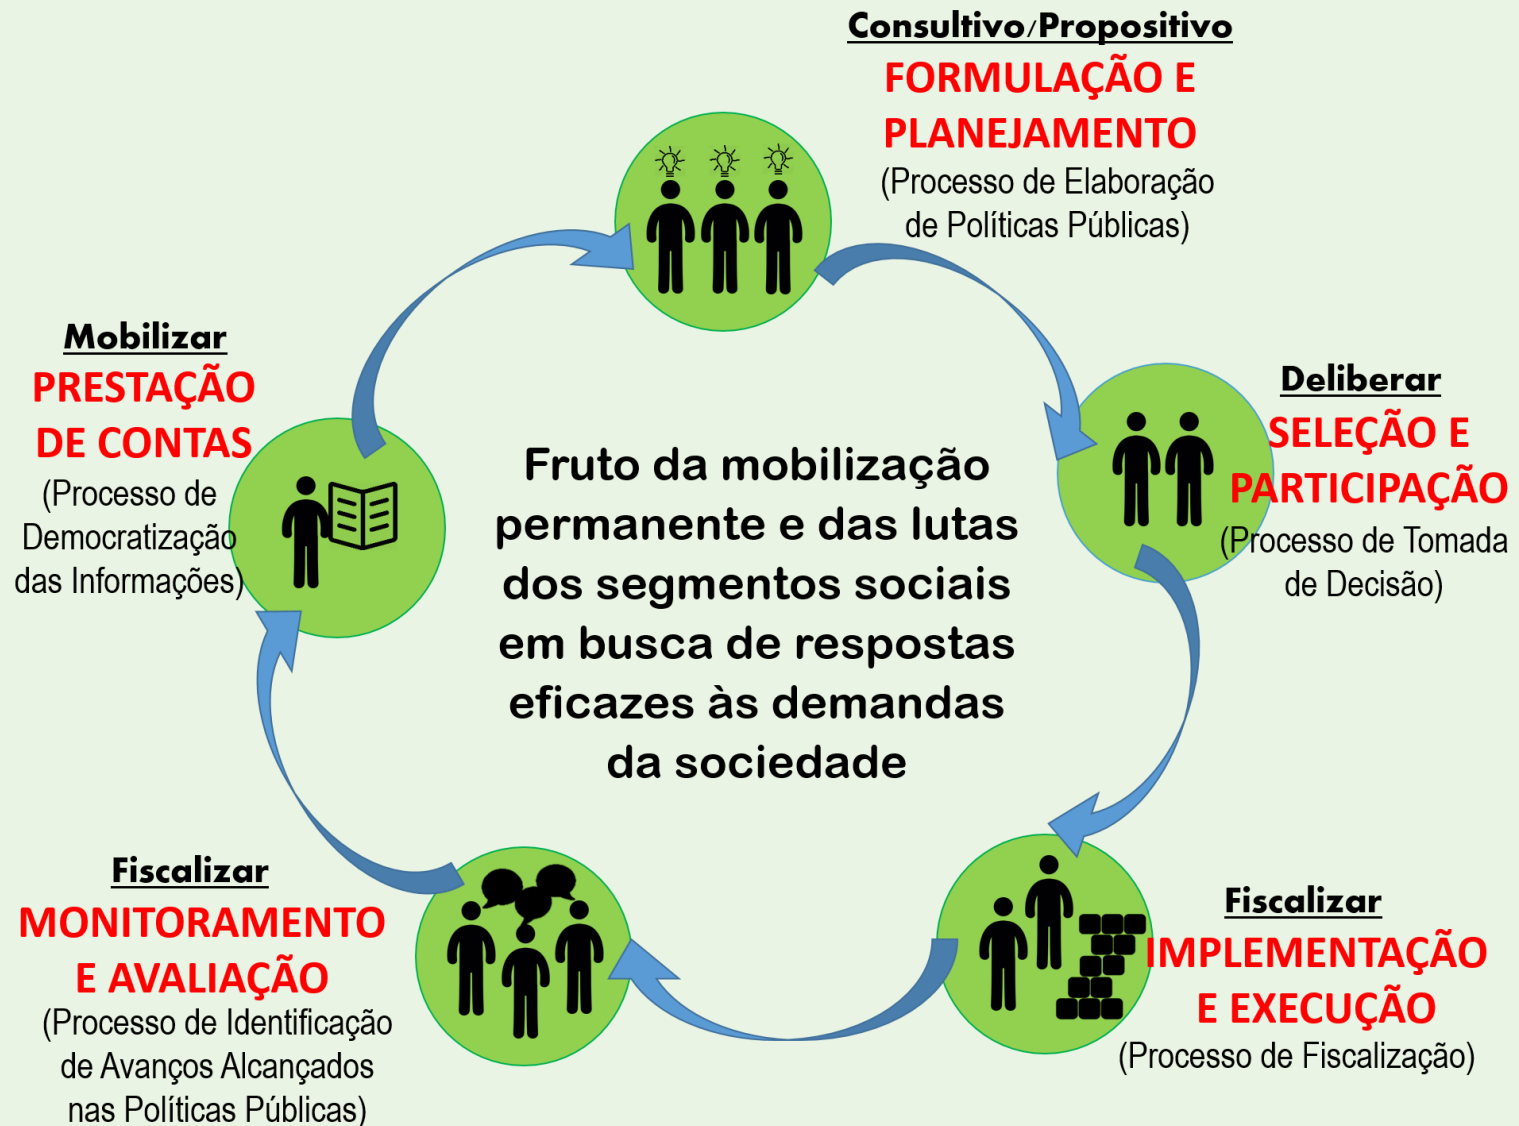 Consultivo/Propositivo
FORMULAÇÃO E
PLANEJAMENTO
(Processo de Elaboração
de Políticas Públicas)
Deliberar
SELEÇÃO E
PARTICIPAÇÃO
(Processo de Tomada
de Decisão)
Fiscalizar
IMPLEMENTAÇÃO
E EXECUÇÃO
(Processo de Fiscalização)
Fiscalizar
MONITORAMENTO
E AVALIAÇÃO
(Processo de Identificação
de Avanços Alcançados
nas Políticas Públicas)
Mobilizar
PRESTAÇÃO
DE CONTAS
(Processo de
Democratização
das Informações)
Fruto da mobilização
permanente e das lutas
dos segmentos sociais
em busca de respostas
eficazes às demandas
da sociedade